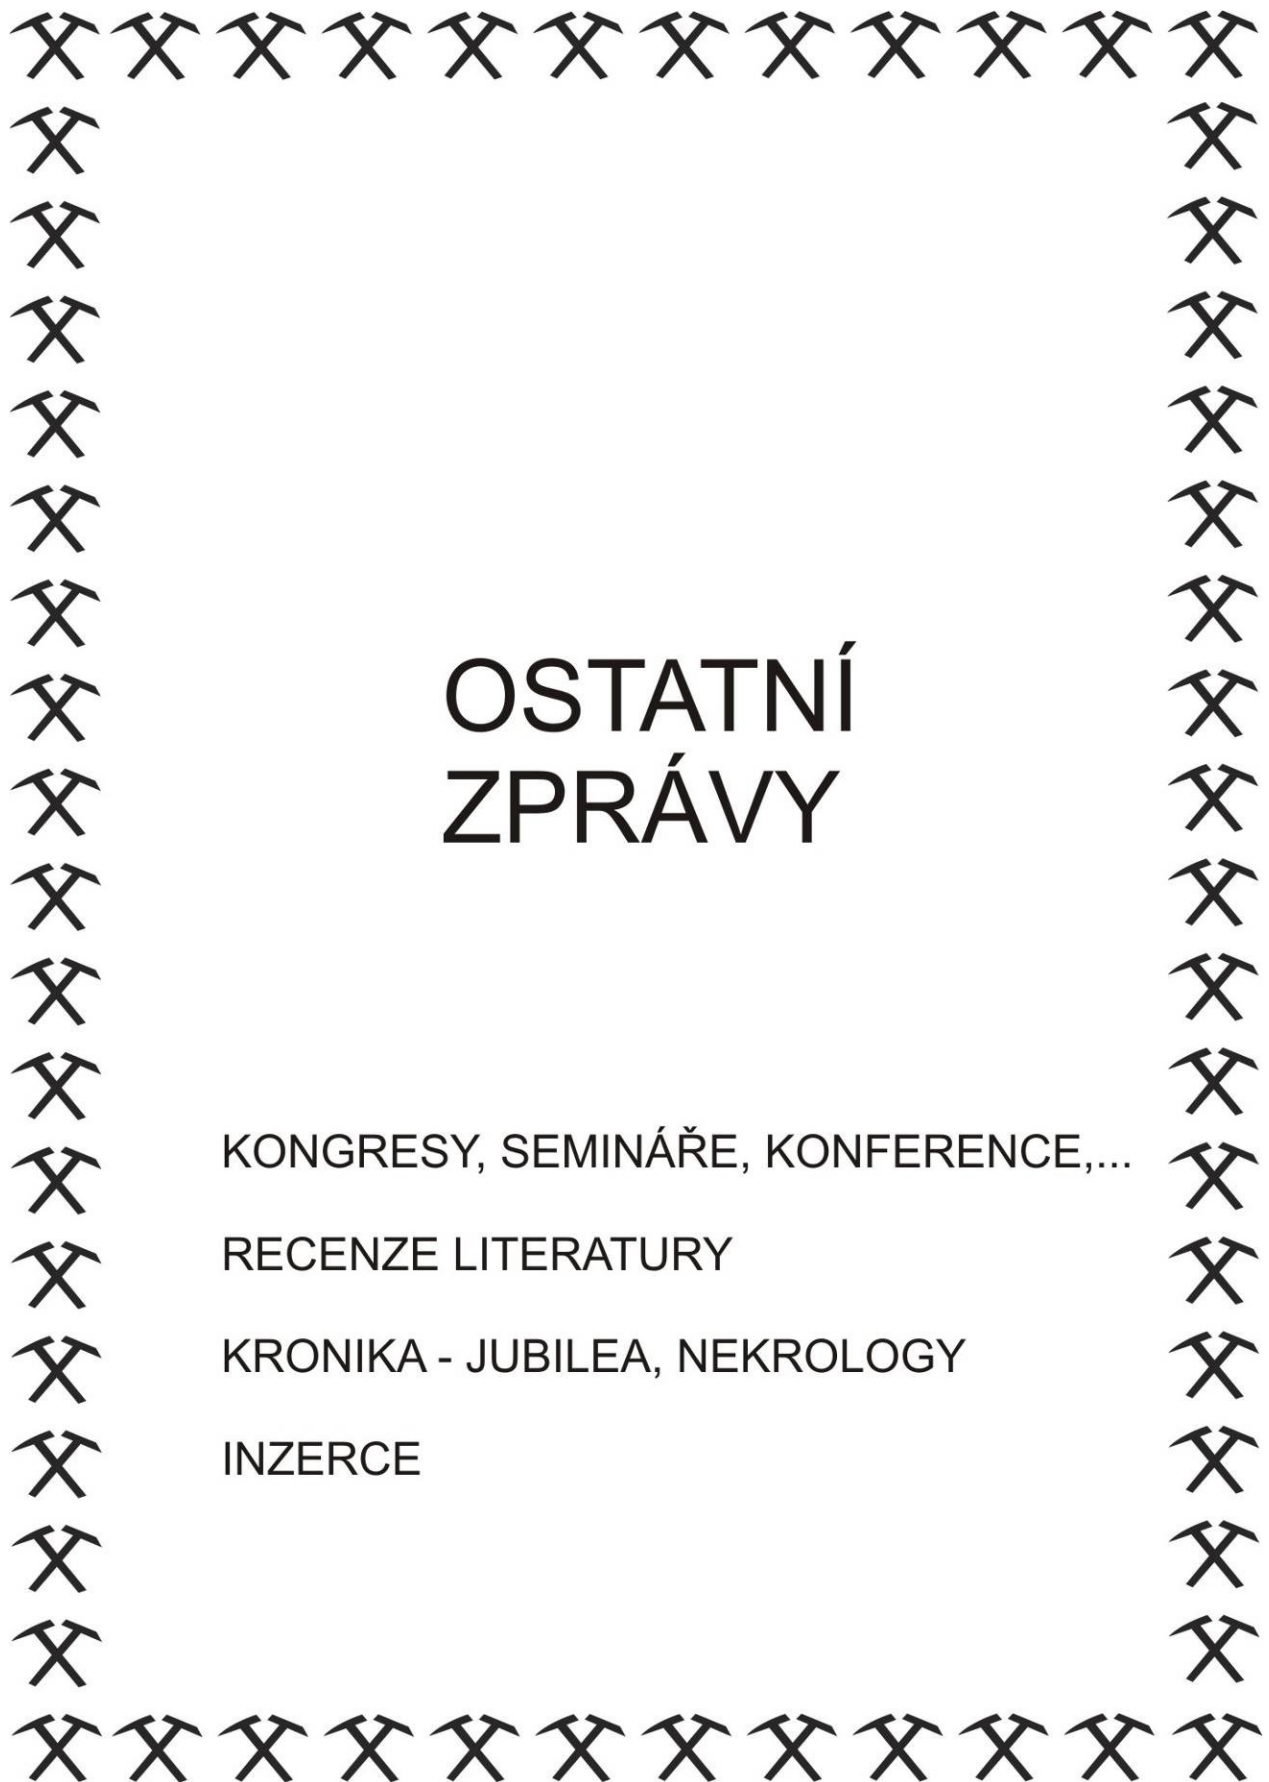 OSTATNÍ
ZPRÁVY
KONGRESY, SEMINÁŘE, KONFERENCE,...
RECENZE LITERATURY
KRONIKA - JUBILEA, NEKROLOGY
INZERCE